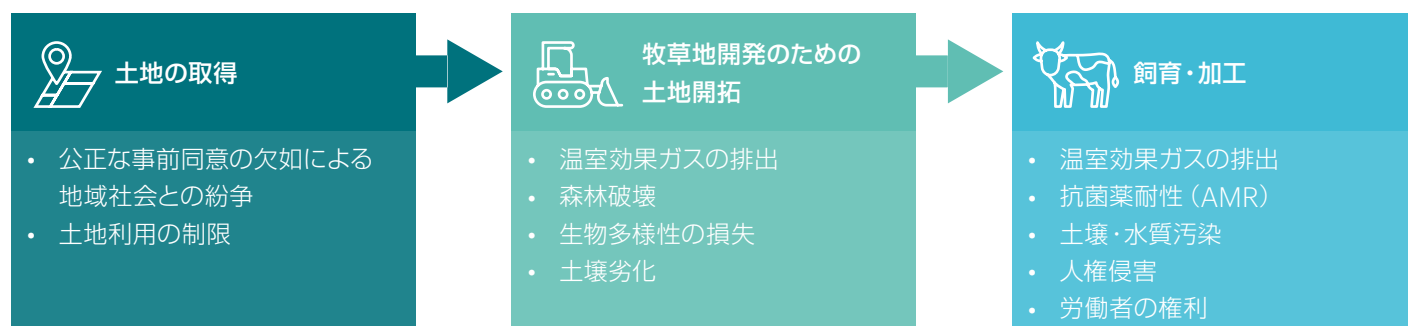 土地の取得
• 公正な事前同意の欠如による
地域社会との紛争
• 土地利用の制限
牧草地開発のための
土地開拓
• 温室効果ガスの排出
• 森林破壊
• 生物多様性の損失
• 土壌劣化
飼育・加工
• 温室効果ガスの排出
• 抗菌薬耐性（AMR）
• 土壌・水質汚染
• 人権侵害
• 労働者の権利